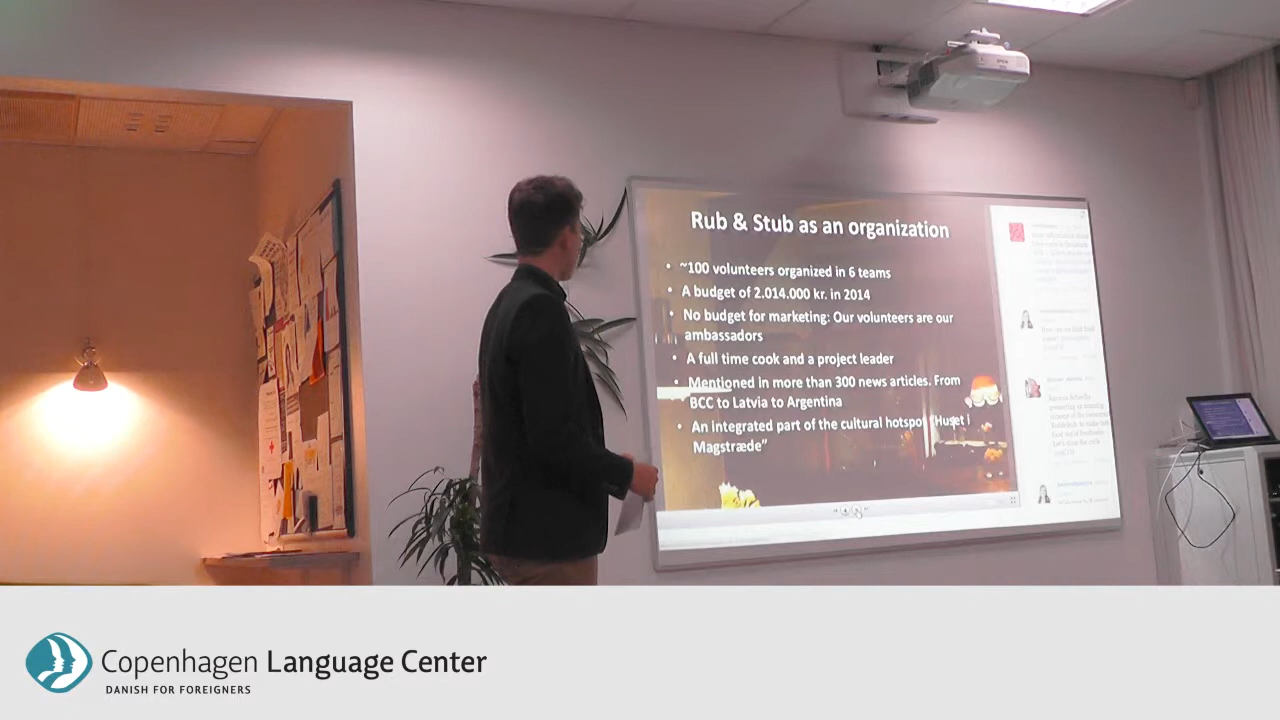 Rub & Stub as an organization
• ~100 volunteers organized in 6 teams
• A budget of 2.014.000 kr. in 2014
• No budget for marketing: Our volunteers are our
ambassadors
• A full time cook and a project leader
• Mentioned in more than 300 news articles. From
BCC to Latvia to Argentina
• An integrated part of the cultural hotspot "Huset i
Magstræde"
Copenhagen Language Center
DANISH FOR FOREIGNERS